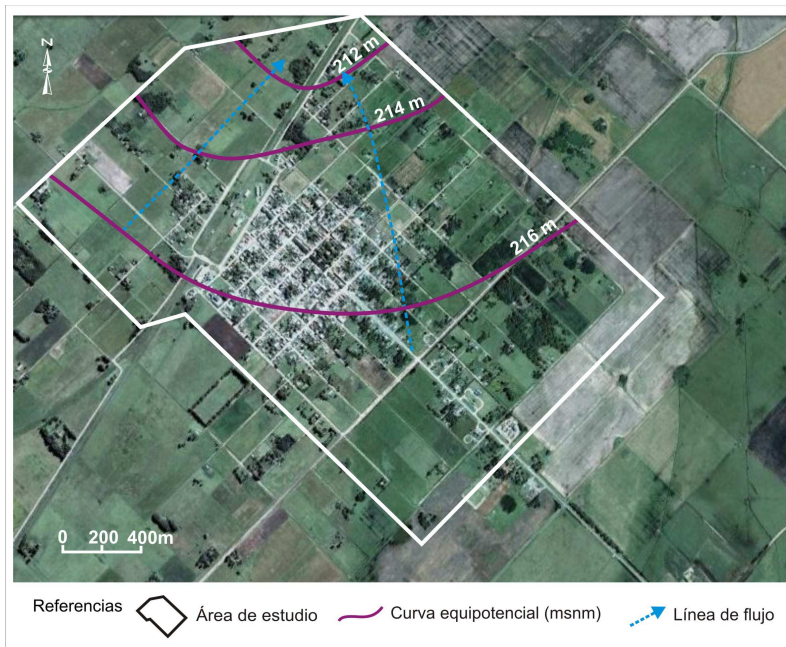 N
212 m
214 m
216 m
0 200 400m
Referencias
Área de estudio
Curva equipotencial (msnm)
Línea de flujo